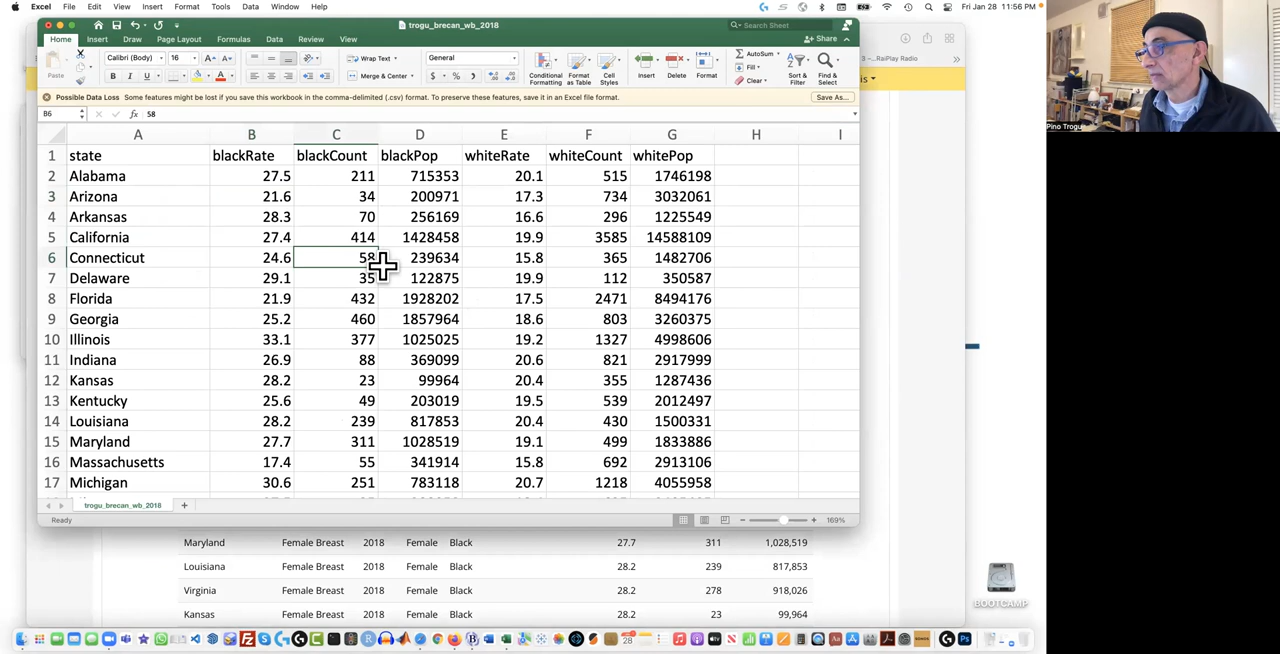 Excel File Edit View Insert Format Tools Data Window Help Fri Jan 28 11:56 PM
trogu_brecan_wb_2018
Search Sheet
Home Insert Draw Page Layout Formulas Data Review View Share
Paste Calibri (Body) 16 Wrap Text General AutoSum
Fill
B I U Merge & Center $ % Conditional Formatting Format as Table Cell Styles Insert Delete Format Clear Sort & Filter Find & Select
Possible Data Loss Some features might be lost if you save this workbook in the comma-delimited (.csv) format. To preserve these features, save it in an Excel file format. Save As...
B6 fx 58
A B C D E F G H I
1 state blackRate blackCount blackPop whiteRate whiteCount whitePop
2 Alabama 27.5 211 715353 20.1 515 1746198
3 Arizona 21.6 34 200971 17.3 734 3032061
4 Arkansas 28.3 70 256169 16.6 296 1225549
5 California 27.4 414 1428458 19.9 3585 14588109
6 Connecticut 24.6 58 239634 15.8 365 1482706
7 Delaware 29.1 35 122875 19.9 112 350587
8 Florida 21.9 432 1928202 17.5 2471 8494176
9 Georgia 25.2 460 1857964 18.6 803 3260375
10 Illinois 33.1 377 1025025 19.2 1327 4998606
11 Indiana 26.9 88 369099 20.6 821 2917999
12 Kansas 28.2 23 99964 20.4 355 1287436
13 Kentucky 25.6 49 203019 19.5 539 2012497
14 Louisiana 28.2 239 817853 20.4 430 1500331
15 Maryland 27.7 311 1028519 19.1 499 1833886
16 Massachusetts 17.4 55 341914 15.8 692 2913106
17 Michigan 30.6 251 783118 20.7 1218 4055958
trogu_brecan_wb_2018
Ready 169%
Maryland Female Breast 2018 Female Black 27.7 311 1,028,519
Louisiana Female Breast 2018 Female Black 28.2 239 817,853
Virginia Female Breast 2018 Female Black 28.2 278 918,026
Kansas Female Breast 2018 Female Black 28.2 23 99,964
RaiPlay Radio
BOOTCAMP
Pino Trogu